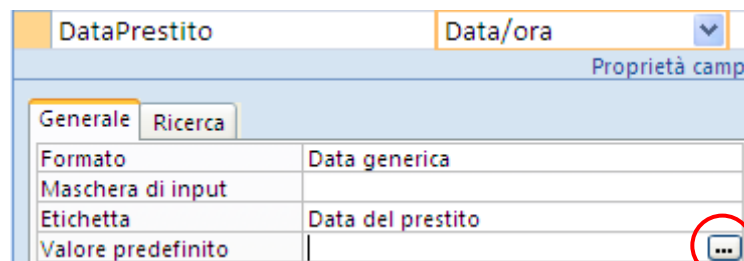 DataPrestito Data/ora
Proprietà camp
Generale Ricerca
Formato Data generica
Maschera di input
Etichetta Data del prestito
Valore predefinito ...